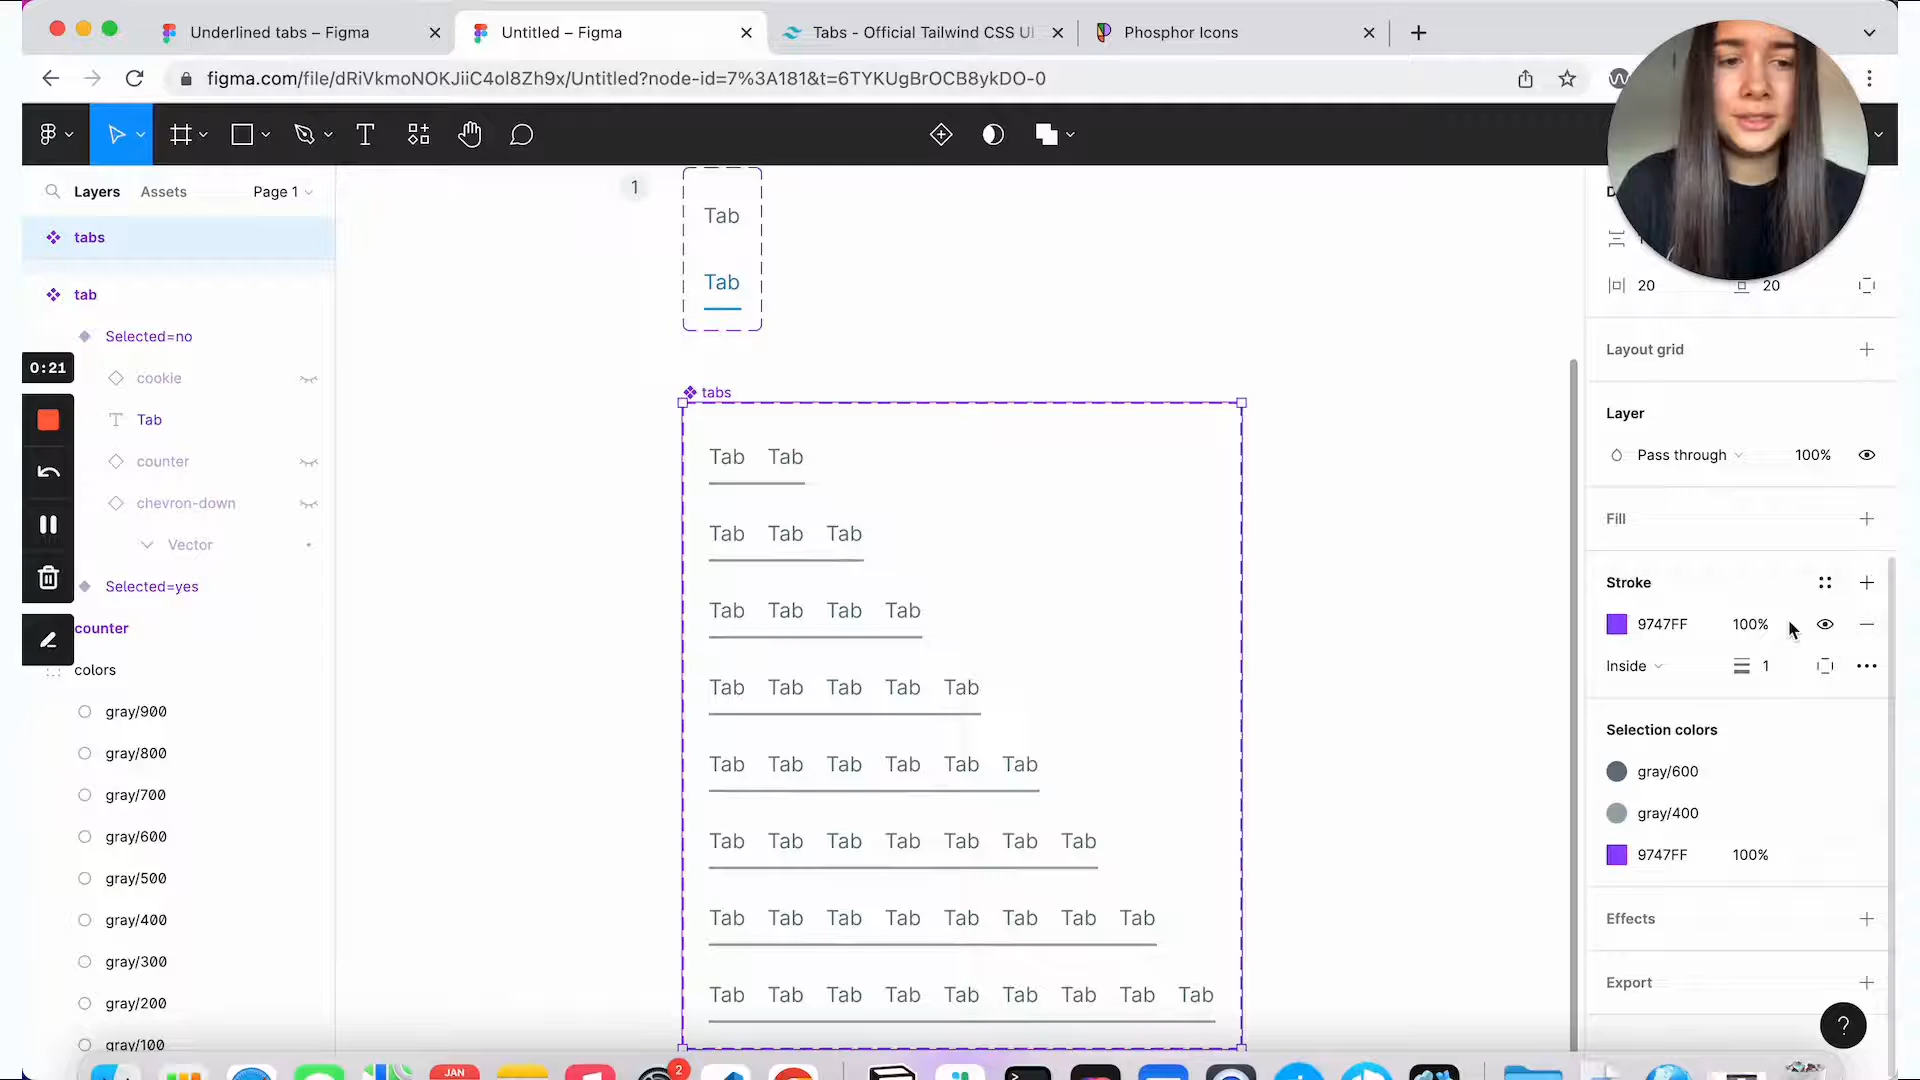 Underlined tabs – Figma
Untitled – Figma
Tabs - Official Tailwind CSS UI
Phosphor Icons
figma.com/file/dRiVkmoNOKJiiC4ol8Zh9x/Untitled?node-id=7%3A181&t=6TYKUgBrOCB8ykDO-0
Layers Assets Page 1
tabs
tab
Selected=no
cookie
Tab
counter
chevron-down
Vector
Selected=yes
counter
colors
gray/900
gray/800
gray/700
gray/600
gray/500
gray/400
gray/300
gray/200
gray/100
0:21
1
Tab
Tab
tabs
Tab Tab
Tab Tab Tab
Tab Tab Tab Tab
Tab Tab Tab Tab Tab
Tab Tab Tab Tab Tab Tab
Tab Tab Tab Tab Tab Tab Tab
Tab Tab Tab Tab Tab Tab Tab Tab
Tab Tab Tab Tab Tab Tab Tab Tab Tab
20 20
Layout grid
Layer
Pass through 100%
Fill
Stroke
9747FF 100%
Inside 1
Selection colors
gray/600
gray/400
9747FF 100%
Effects
Export
?
JAN
2